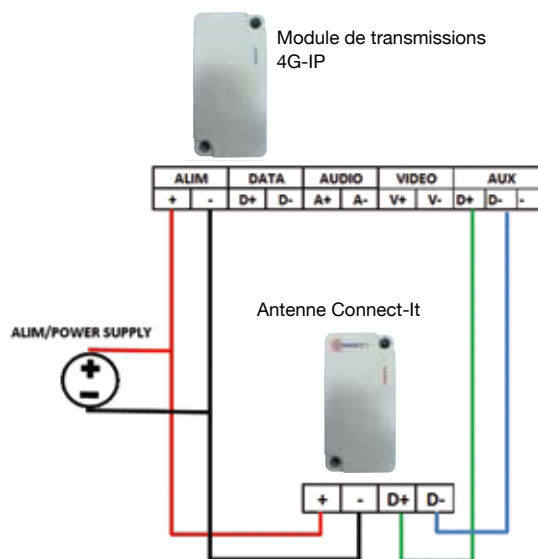 Module de transmissions
4G-IP
ALIM DATA AUDIO VIDEO AUX
+ - D+ D- A+ A- V+ V- D+ D- -
Antenne Connect-It
ALIM/POWER SUPPLY
+
-
+ - D+ D-